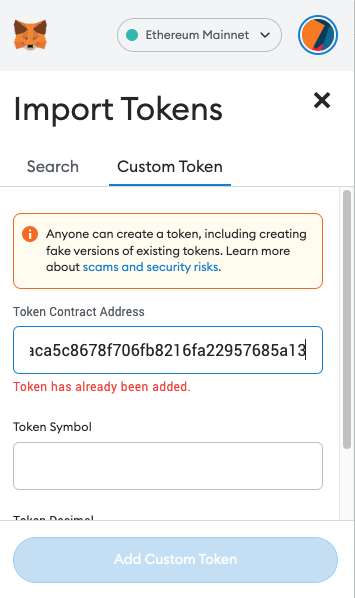 Ethereum Mainnet
Import Tokens
Search
Custom Token
Anyone can create a token, including creating
fake versions of existing tokens. Learn more
about scams and security risks.
Token Contract Address
aca5c8678f706fb8216fa22957685a13
Token has already been added.
Token Symbol
Token Decimal
Add Custom Token